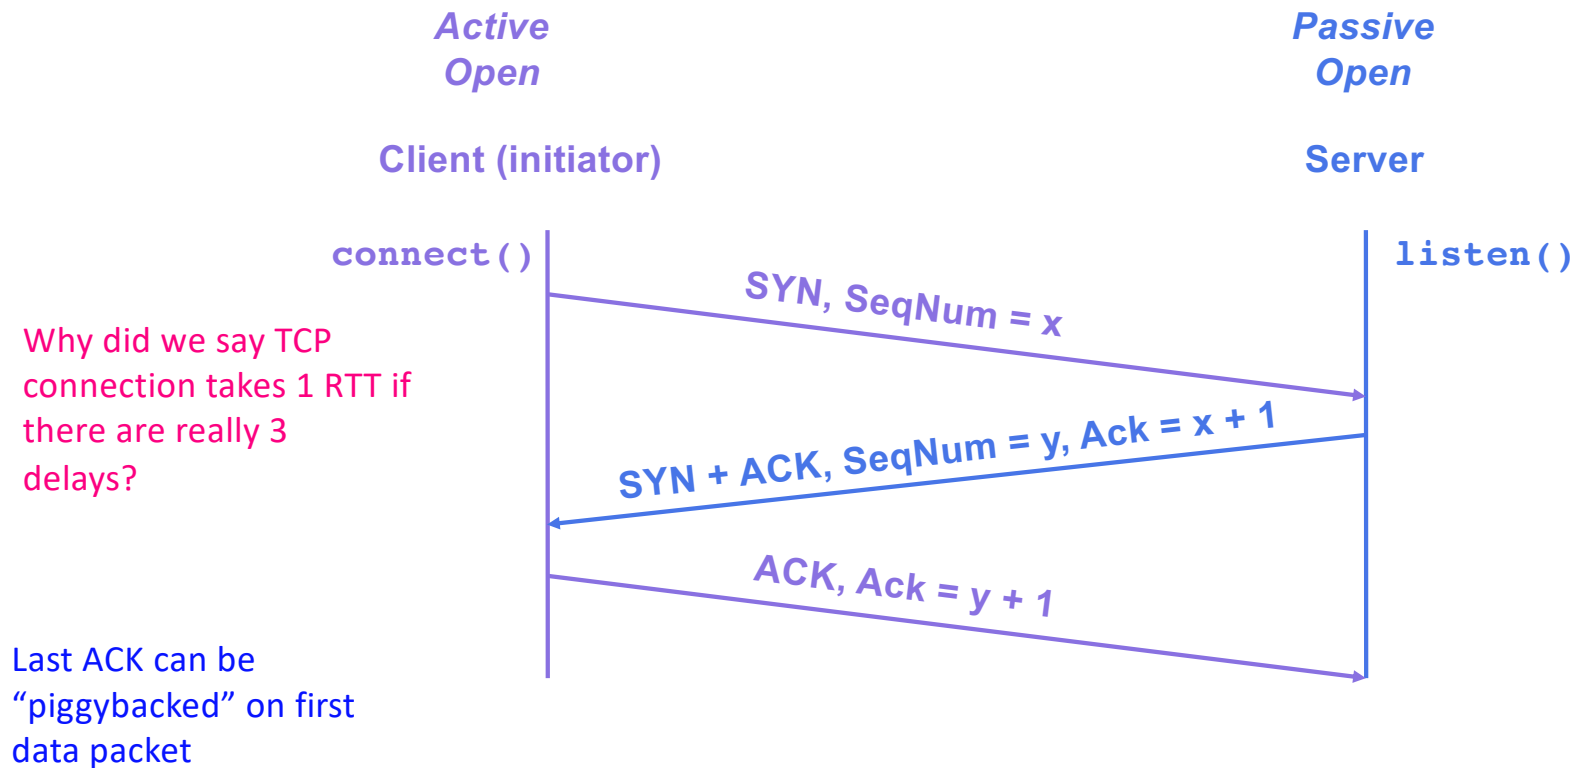 Active
Open
Passive
Open
Client (initiator)
Server
connect()
listen()
SYN, SeqNum = x
Why did we say TCP
connection takes 1 RTT if
there are really 3
delays?
SYN + ACK, SeqNum = y, Ack = x + 1
ACK, Ack = y + 1
Last ACK can be
“piggybacked” on first
data packet